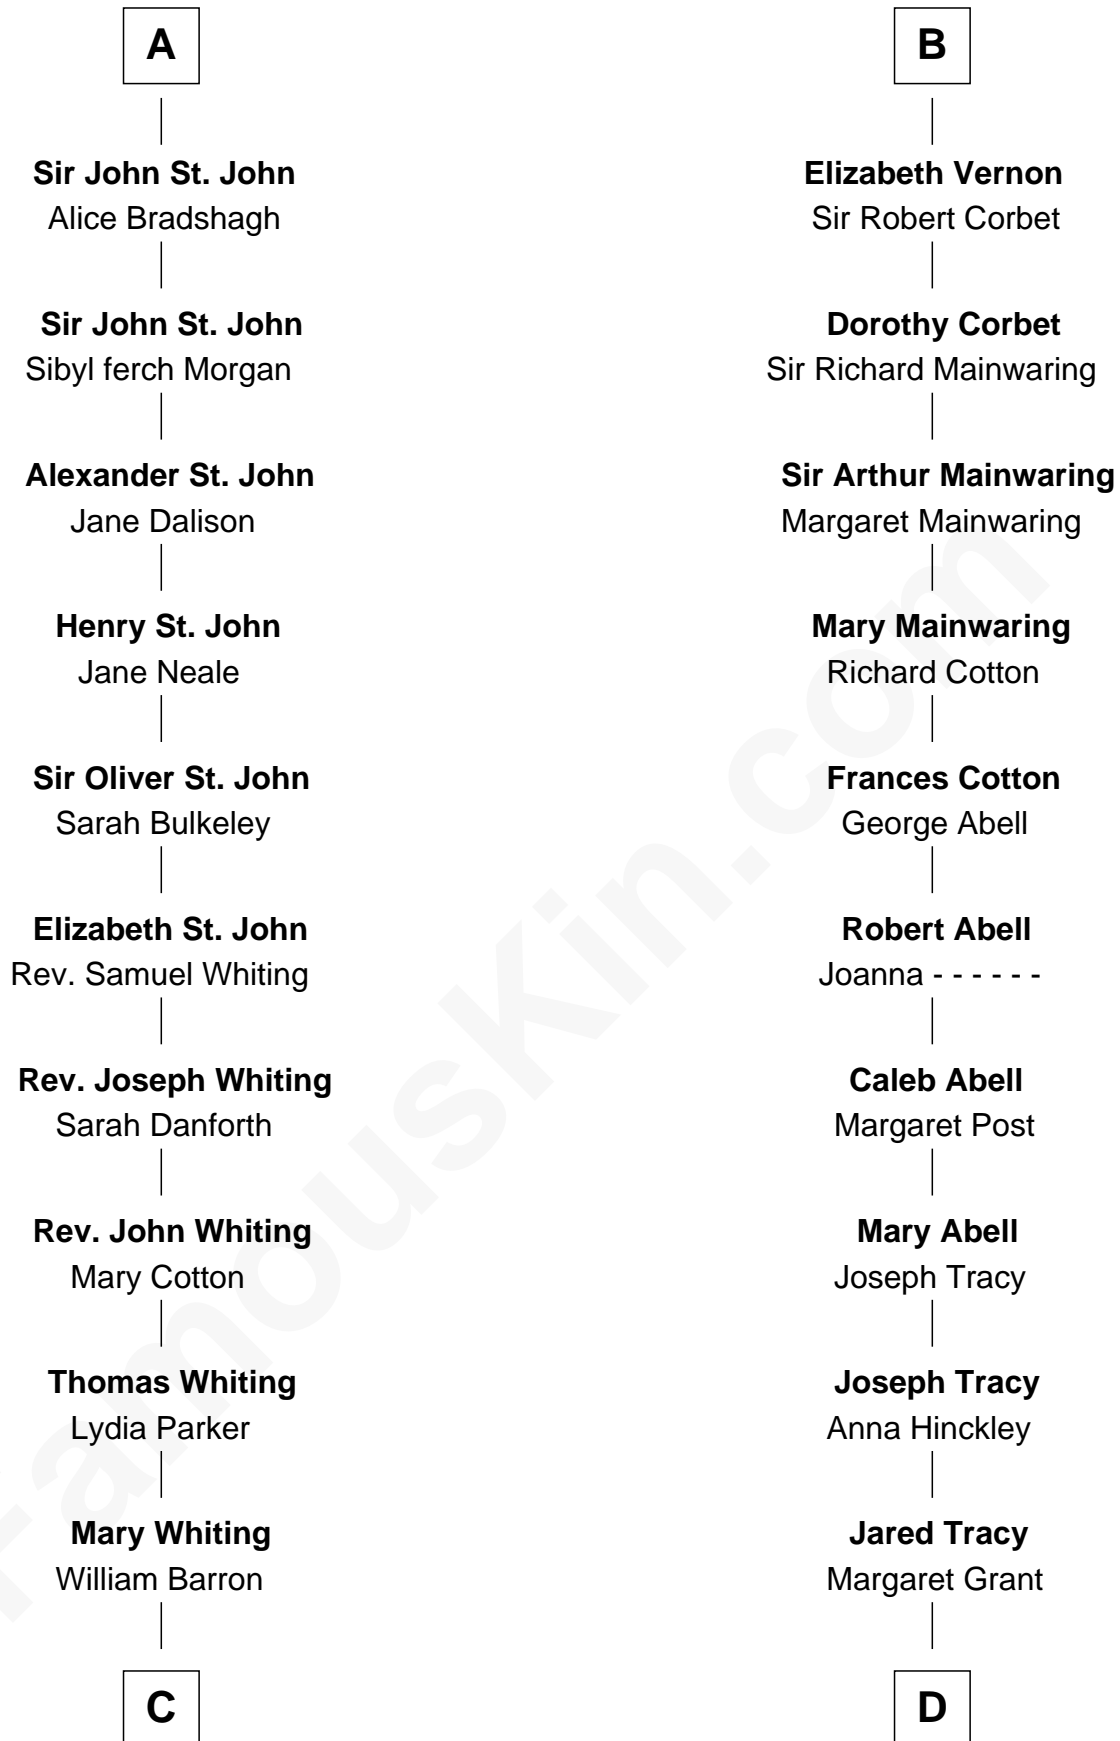 A
Sir John St. John
Alice Bradshagh
Sir John St. John
Sibyl ferch Morgan
Alexander St. John
Jane Dalison
Henry St. John
Jane Neale
Sir Oliver St. John
Sarah Bulkeley
Elizabeth St. John
Rev. Samuel Whiting
Rev. Joseph Whiting
Sarah Danforth
Rev. John Whiting
Mary Cotton
Thomas Whiting
Lydia Parker
Mary Whiting
William Barron
C
B
Elizabeth Vernon
Sir Robert Corbet
Dorothy Corbet
Sir Richard Mainwaring
Sir Arthur Mainwaring
Margaret Mainwaring
Mary Mainwaring
Richard Cotton
Frances Cotton
George Abell
Robert Abell
Joanna - - - - - -
Caleb Abell
Margaret Post
Mary Abell
Joseph Tracy
Joseph Tracy
Anna Hinckley
Jared Tracy
Margaret Grant
D
FamousKin.com